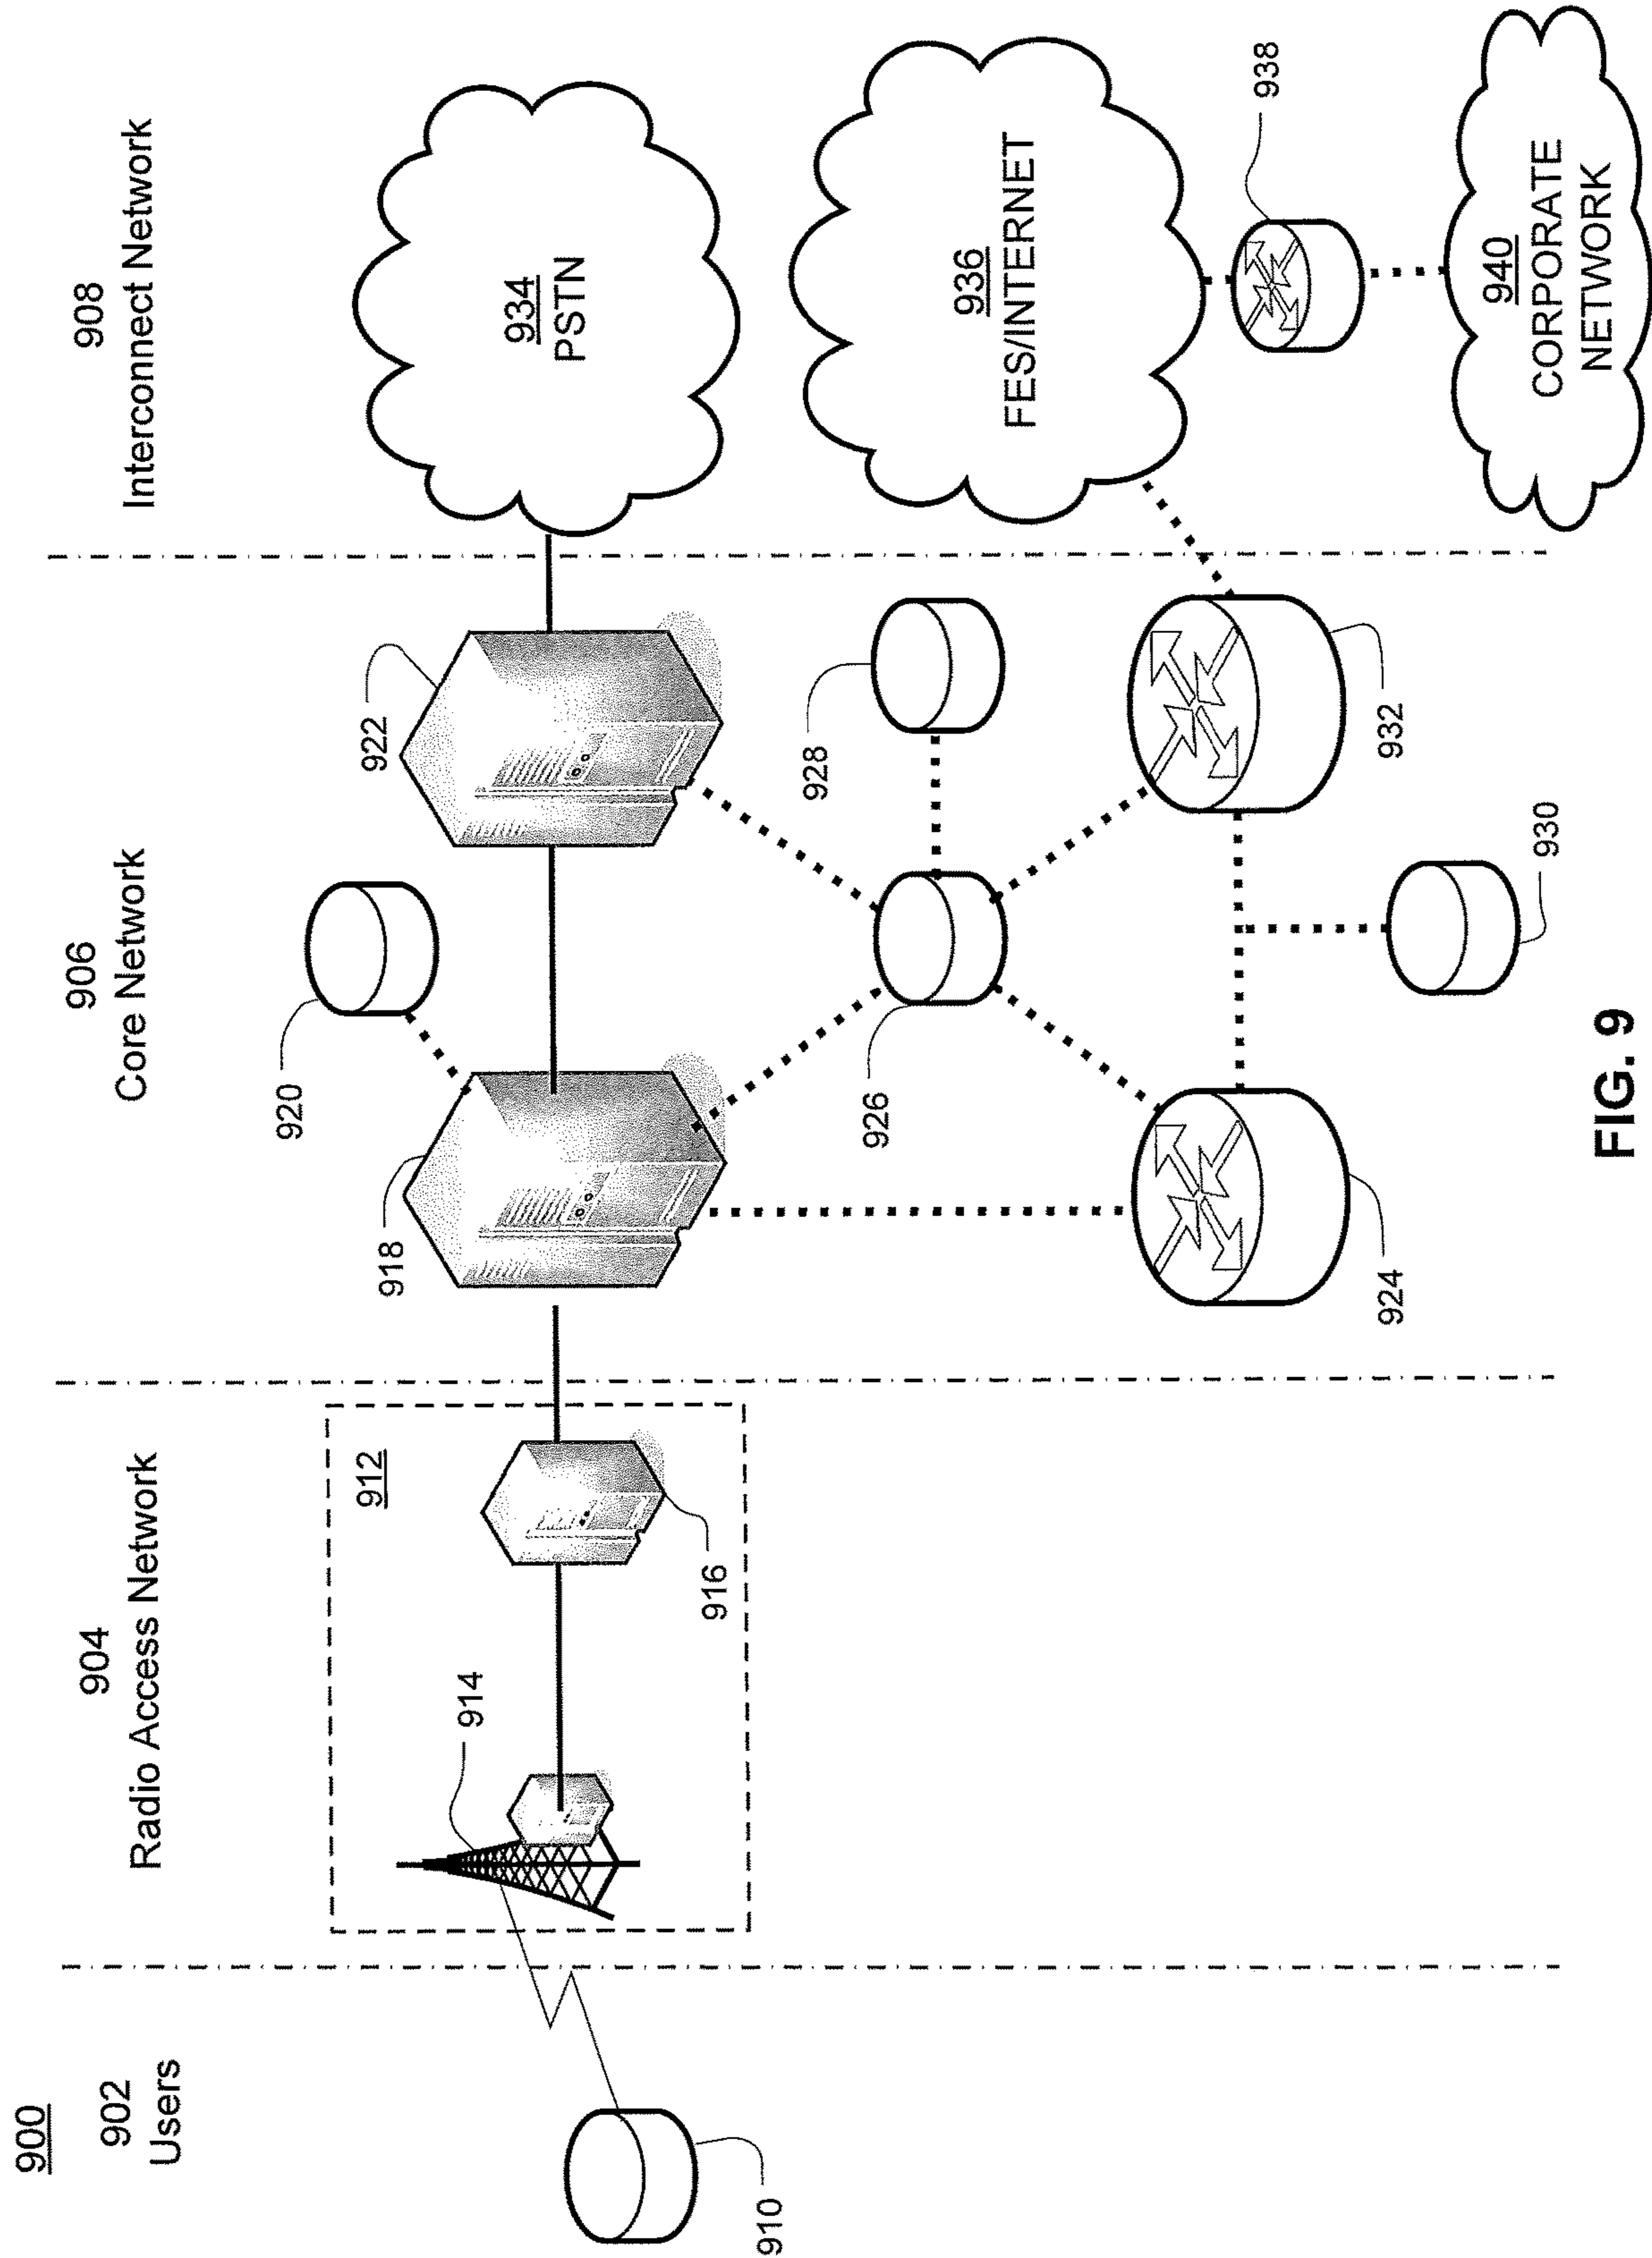 900
902
Users
904
Radio Access Network
906
Core Network
908
Interconnect Network
910
912
914
916
918
920
922
924
926
928
930
932
934
PSTN
936
FES/INTERNET
938
940
CORPORATE
NETWORK
FIG. 9